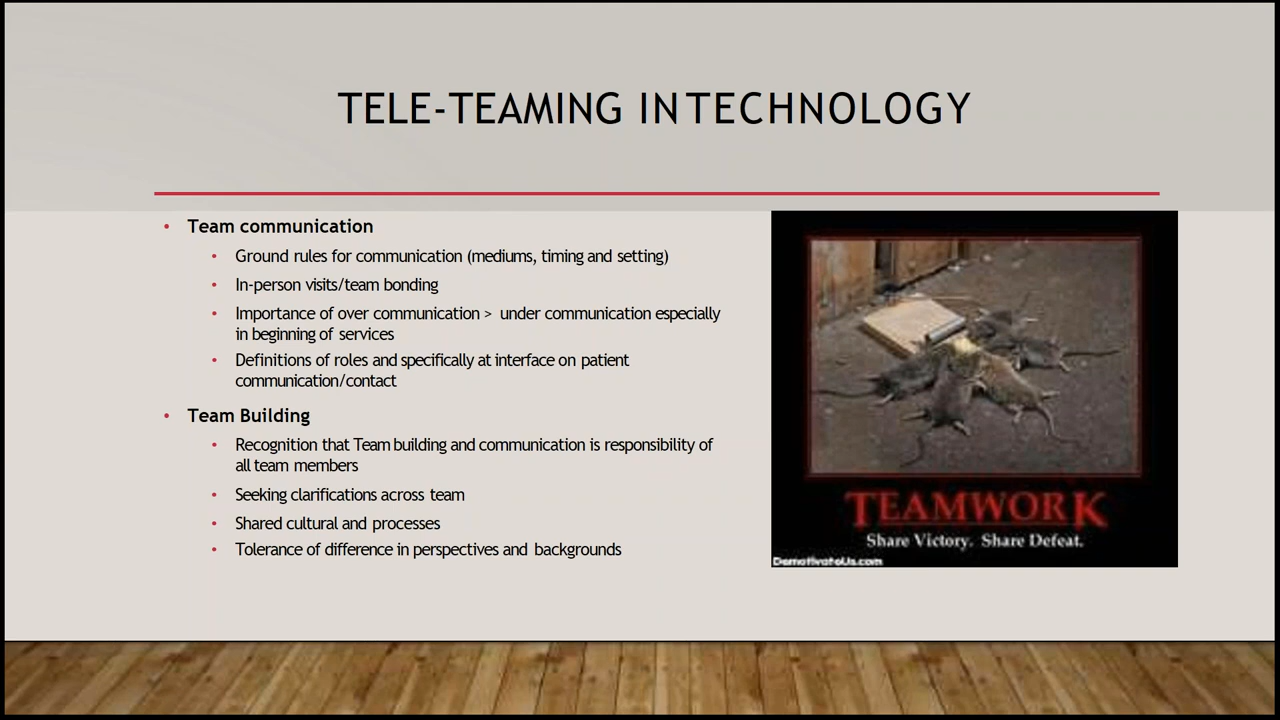 TELE-TEAMING IN TECHNOLOGY
• Team communication
• Ground rules for communication (mediums, timing and setting)
• In-person visits/team bonding
• Importance of over communication > under communication especially
in beginning of services
• Definitions of roles and specifically at interface on patient
communication/contact
• Team Building
• Recognition that Team building and communication is responsibility of
all team members
• Seeking clarifications across team
• Shared cultural and processes
• Tolerance of difference in perspectives and backgrounds
TEAMWORK
Share Victory. Share Defeat.
DemotivateUs.com